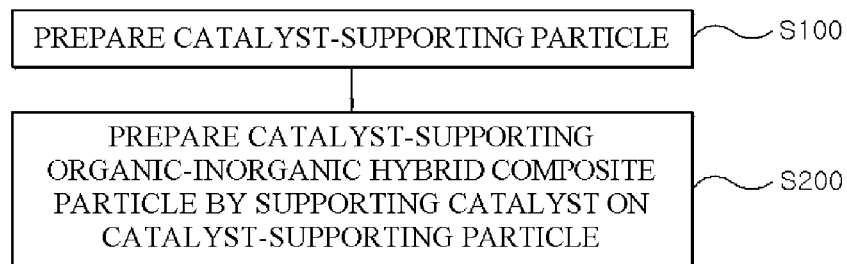 PREPARE CATALYST-SUPPORTING PARTICLE
S100
PREPARE CATALYST-SUPPORTING
ORGANIC-INORGANIC HYBRID COMPOSITE
PARTICLE BY SUPPORTING CATALYST ON
CATALYST-SUPPORTING PARTICLE
S200